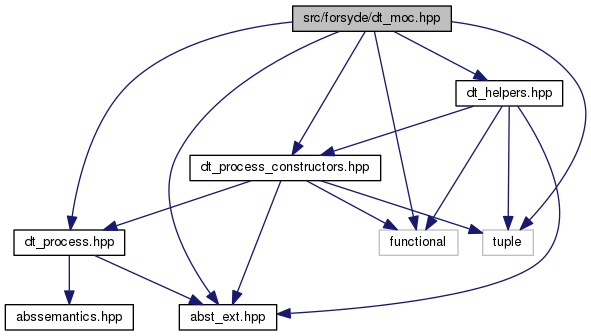 src/forsyde/dt_moc.hpp
dt_helpers.hpp
dt_process_constructors.hpp
dt_process.hpp
functional
tuple
abssemantics.hpp
abst_ext.hpp